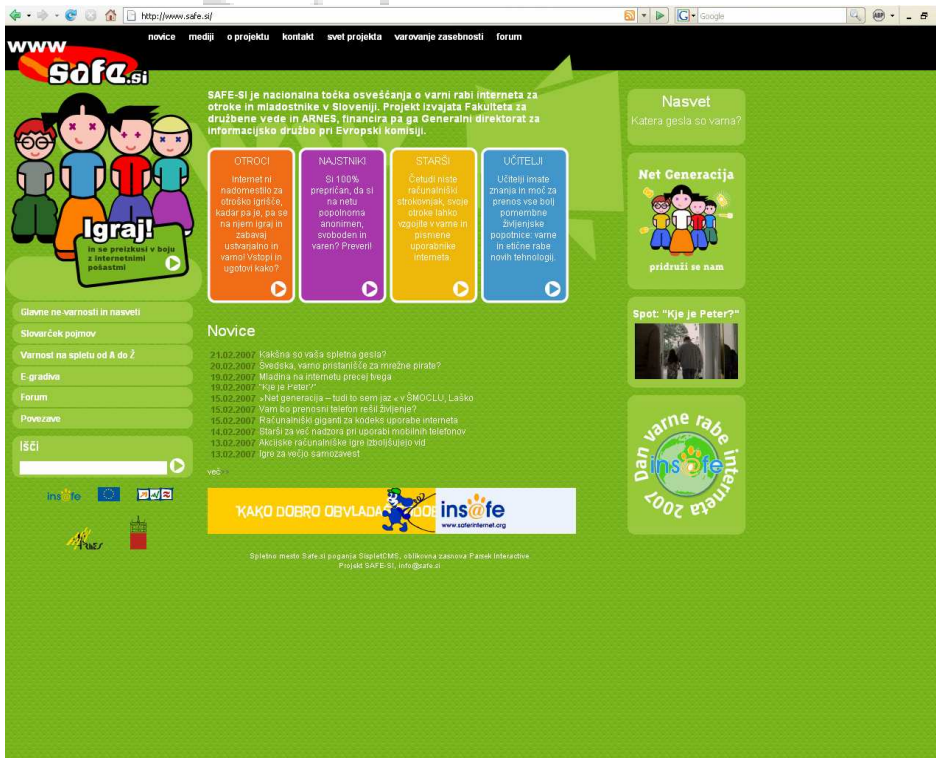 http://www.safe.si/
Google
ABP
www
safe.si
novice mediji o projektu kontakt svet projekta varovanje zasebnosti forum
SAFE-SI je nacionalna točka osveščanja o varni rabi interneta za
otroke in mladostnike v Sloveniji. Projekt izvajata Fakulteta za
družbene vede in ARNES, financira pa ga Generalni direktorat za
informacijsko družbo pri Evropski komisiji.
Igraj!
in se preizkusi v boju
z internetnimi
pošastmi
OTROCI
Internet ni
nadomestilo za
otroško igrišče,
kadar pa je, pa se
na njem igraj in
zabavaj
ustvarjalno in
varno! Vstopi in
ugotovi kako?
NAJSTNIKI
Si 100%
prepričan, da si
na netu
popolnoma
anonimen,
svoboden in
varen? Preveri!
STARŠI
Četudi niste
računalniški
strokovnjak, svoje
otroke lahko
vzgojite v varne in
pismene
uporabnike
interneta.
UČITELJI
Učitelji imate
znanja in moč za
prenos vse bolj
pomembne
življenjske
popotnice: varne
in etične rabe
novih tehnologij.
Glavne ne-varnosti in nasveti
Slovarček pojmov
Varnost na spletu od A do Ž
E-gradiva
Forum
Povezave
Išči
ins@fe
ARNES
Novice
21.02.2007 Kakšna so vaša spletna gesla?
20.02.2007 Švedska, varno pristanišče za mrežne pirate?
19.02.2007 Mladina na internetu precej tvega
19.02.2007 "Kje je Peter?"
15.02.2007 »Net generacija – tudi to sem jaz « v ŠMOCLU, Laško
15.02.2007 Vam bo prenosni telefon rešil življenje?
15.02.2007 Računalniški giganti za kodeks uporabe interneta
14.02.2007 Starši za več nadzora pri uporabi mobilnih telefonov
13.02.2007 Akcijske računalniške igre izboljšujejo vid
13.02.2007 Igre za večjo samozavest
več
KAKO DOBRO OBVLADA
ins@fe
www.saferinternet.org
Spletno mesto Safe.si poganja SispletCMS, oblikovna zasnova Parsek Interactive
Projekt SAFE-SI, info@safe.si
Nasvet
Katera gesla so varna?
Net Generacija
pridruži se nam
Spot: "Kje je Peter?"
Dan varne rabe interneta 2007
ins@fe